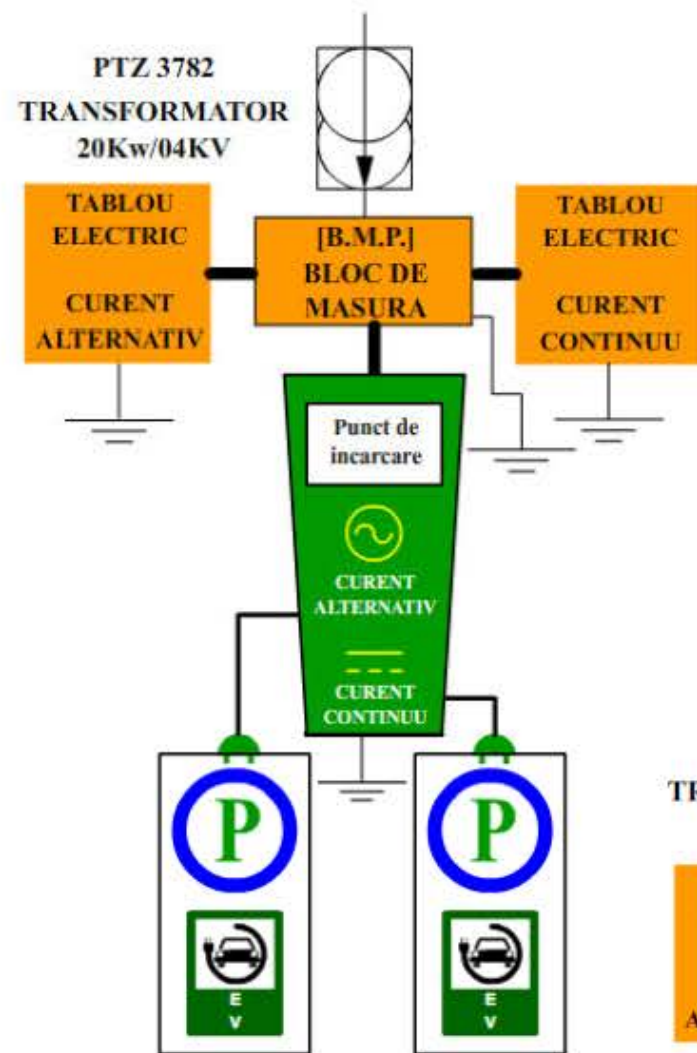 PTZ 3782
TRANSFORMATOR
20Kw/04KV
TABLOU
ELECTRIC
CURENT
ALTERNATIV
[B.M.P.]
BLOC DE
MASURA
TABLOU
ELECTRIC
CURENT
CONTINUU
Punct de
incarcare
CURENT
ALTERNATIV
CURENT
CONTINUU
P
P
E
V
E
V
TR
A